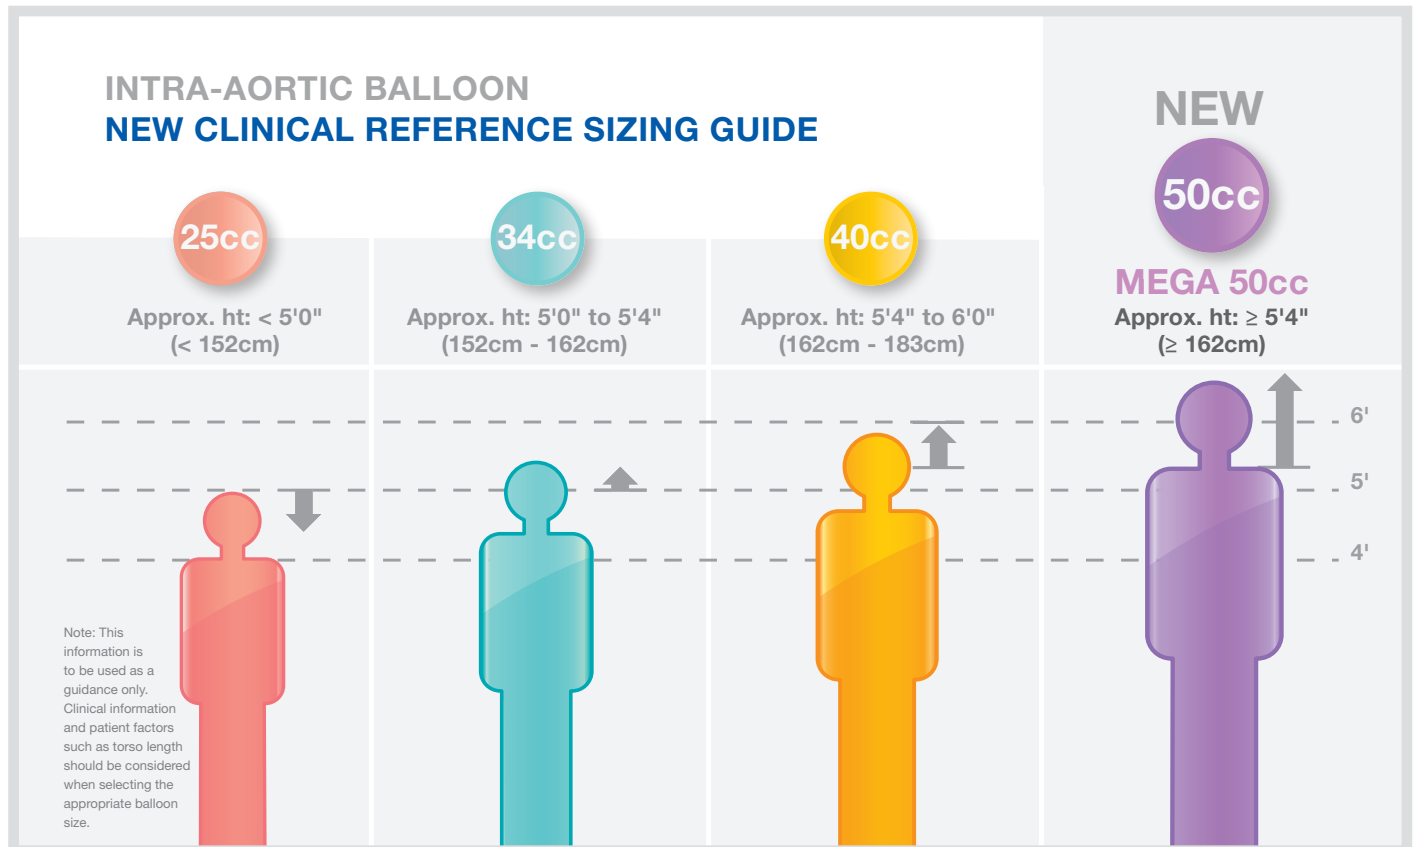 INTRA-AORTIC BALLOON
NEW CLINICAL REFERENCE SIZING GUIDE
25cc
Approx. ht: < 5'0"
(< 152cm)
34cc
Approx. ht: 5'0" to 5'4"
(152cm - 162cm)
40cc
Approx. ht: 5'4" to 6'0"
(162cm - 183cm)
NEW
50cc
MEGA 50cc
Approx. ht: ≥ 5'4"
(≥ 162cm)
6'
5'
4'
Note: This
information is
to be used as a
guidance only.
Clinical information
and patient factors
such as torso length
should be considered
when selecting the
appropriate balloon
size.